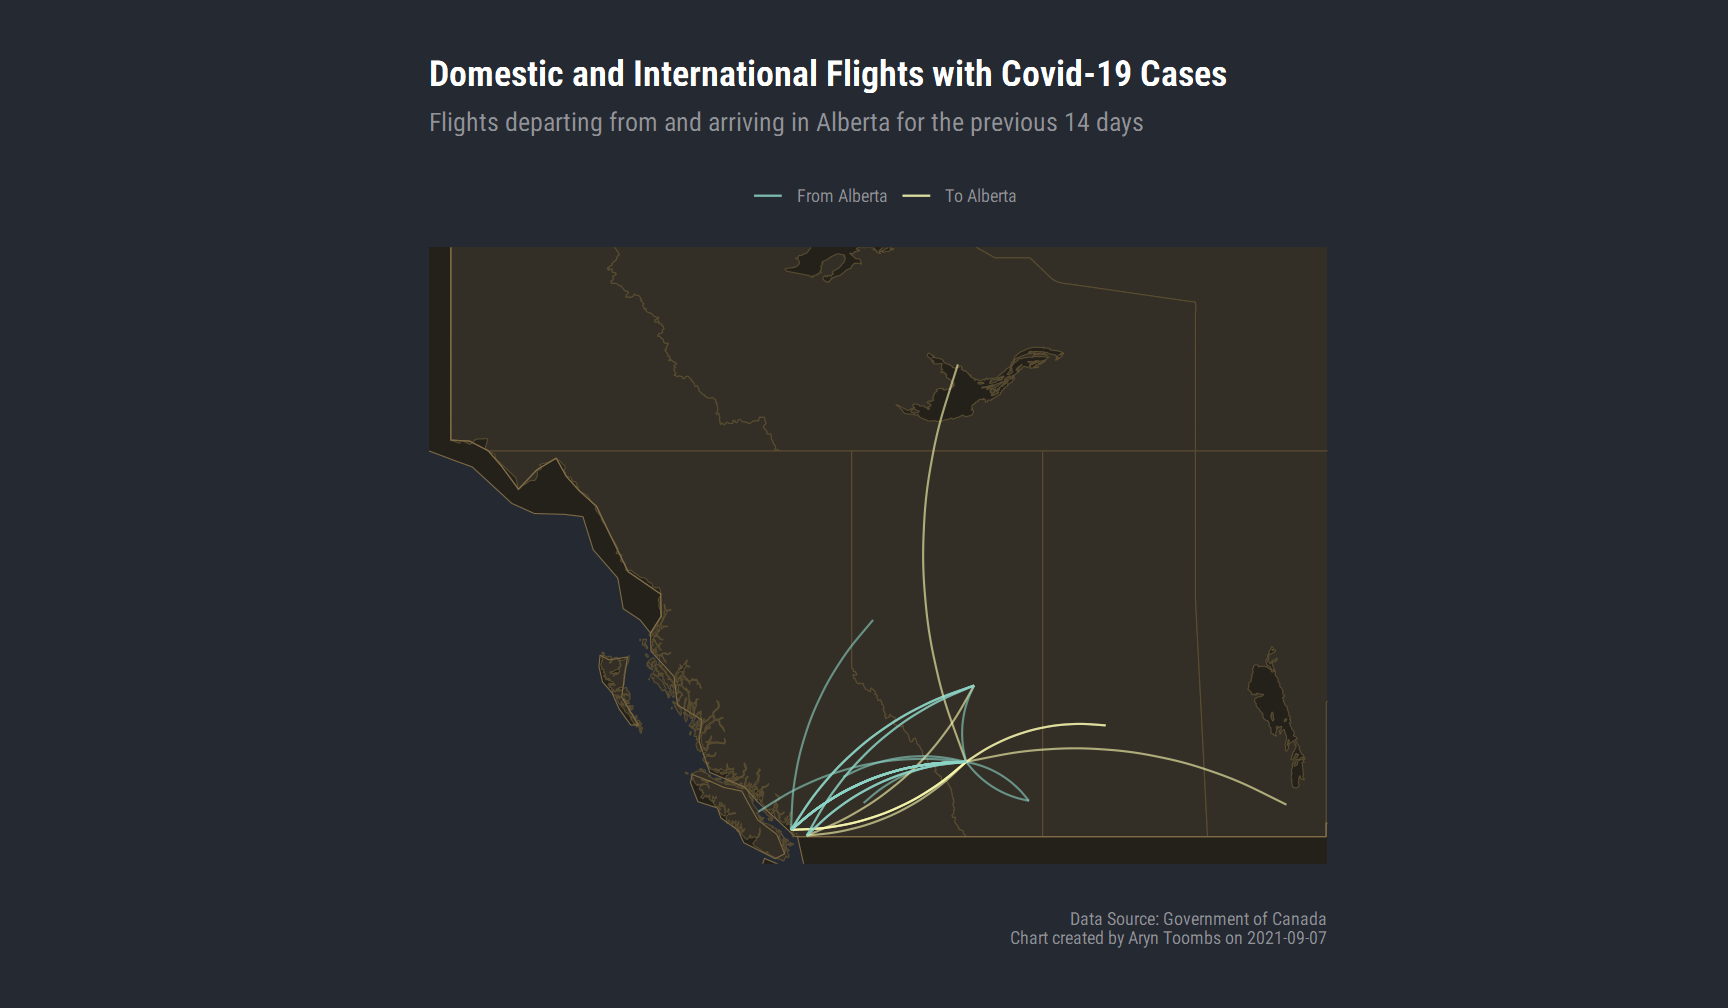 Domestic and International Flights with Covid-19 Cases
Flights departing from and arriving in Alberta for the previous 14 days
From Alberta To Alberta
Data Source: Government of Canada
Chart created by Aryn Toombs on 2021-09-07